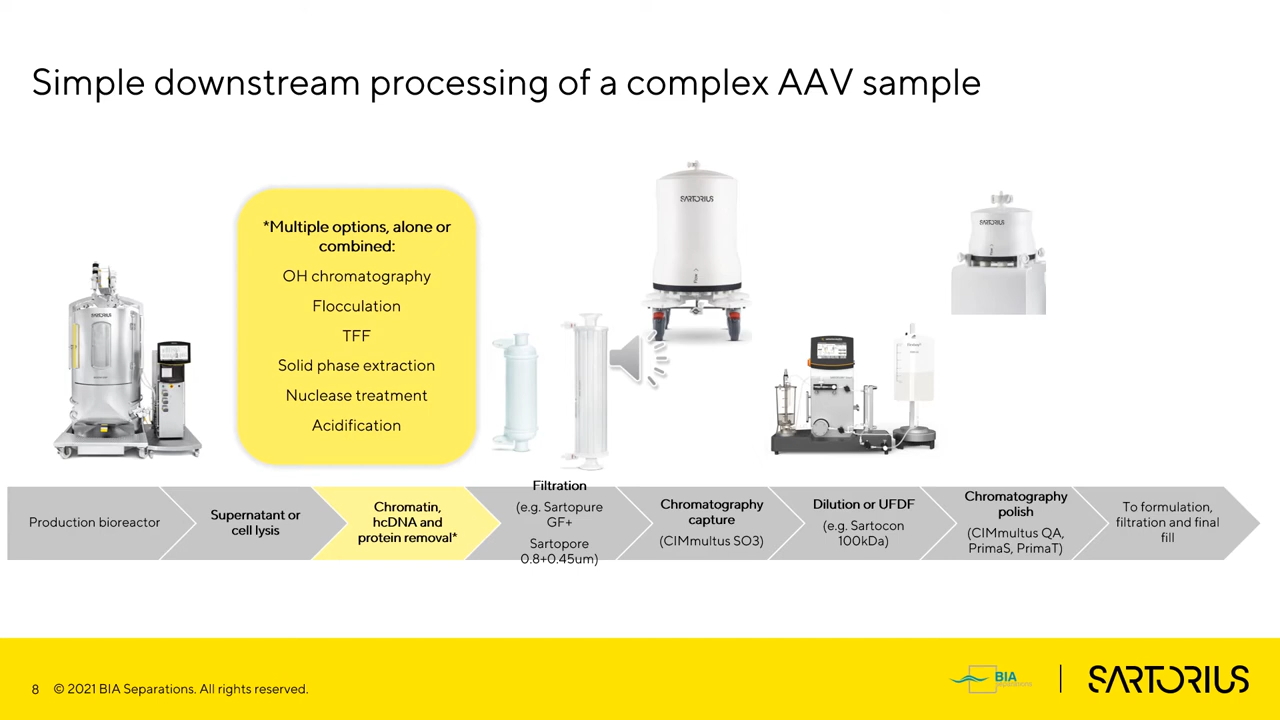 Simple downstream processing of a complex AAV sample
*Multiple options, alone or
combined:
OH chromatography
Flocculation
TFF
Solid phase extraction
Nuclease treatment
Acidification
SARTORIUS
SARTORIUS
Flow
SARTORIUS
Production bioreactor
Supernatant or
cell lysis
Chromatin,
hcDNA and
protein removal*
Filtration
(e.g. Sartopure
GF+
Sartopore
0.8+0.45um)
Chromatography
capture
(CIMmultus SO3)
Dilution or UFDF
(e.g. Sartocon
100kDa)
Chromatography
polish
(CIMmultus QA,
PrimaS, PrimaT)
To formulation,
filtration and final
fill
8 © 2021 BIA Separations. All rights reserved.
BIA
separations
SARTORIUS